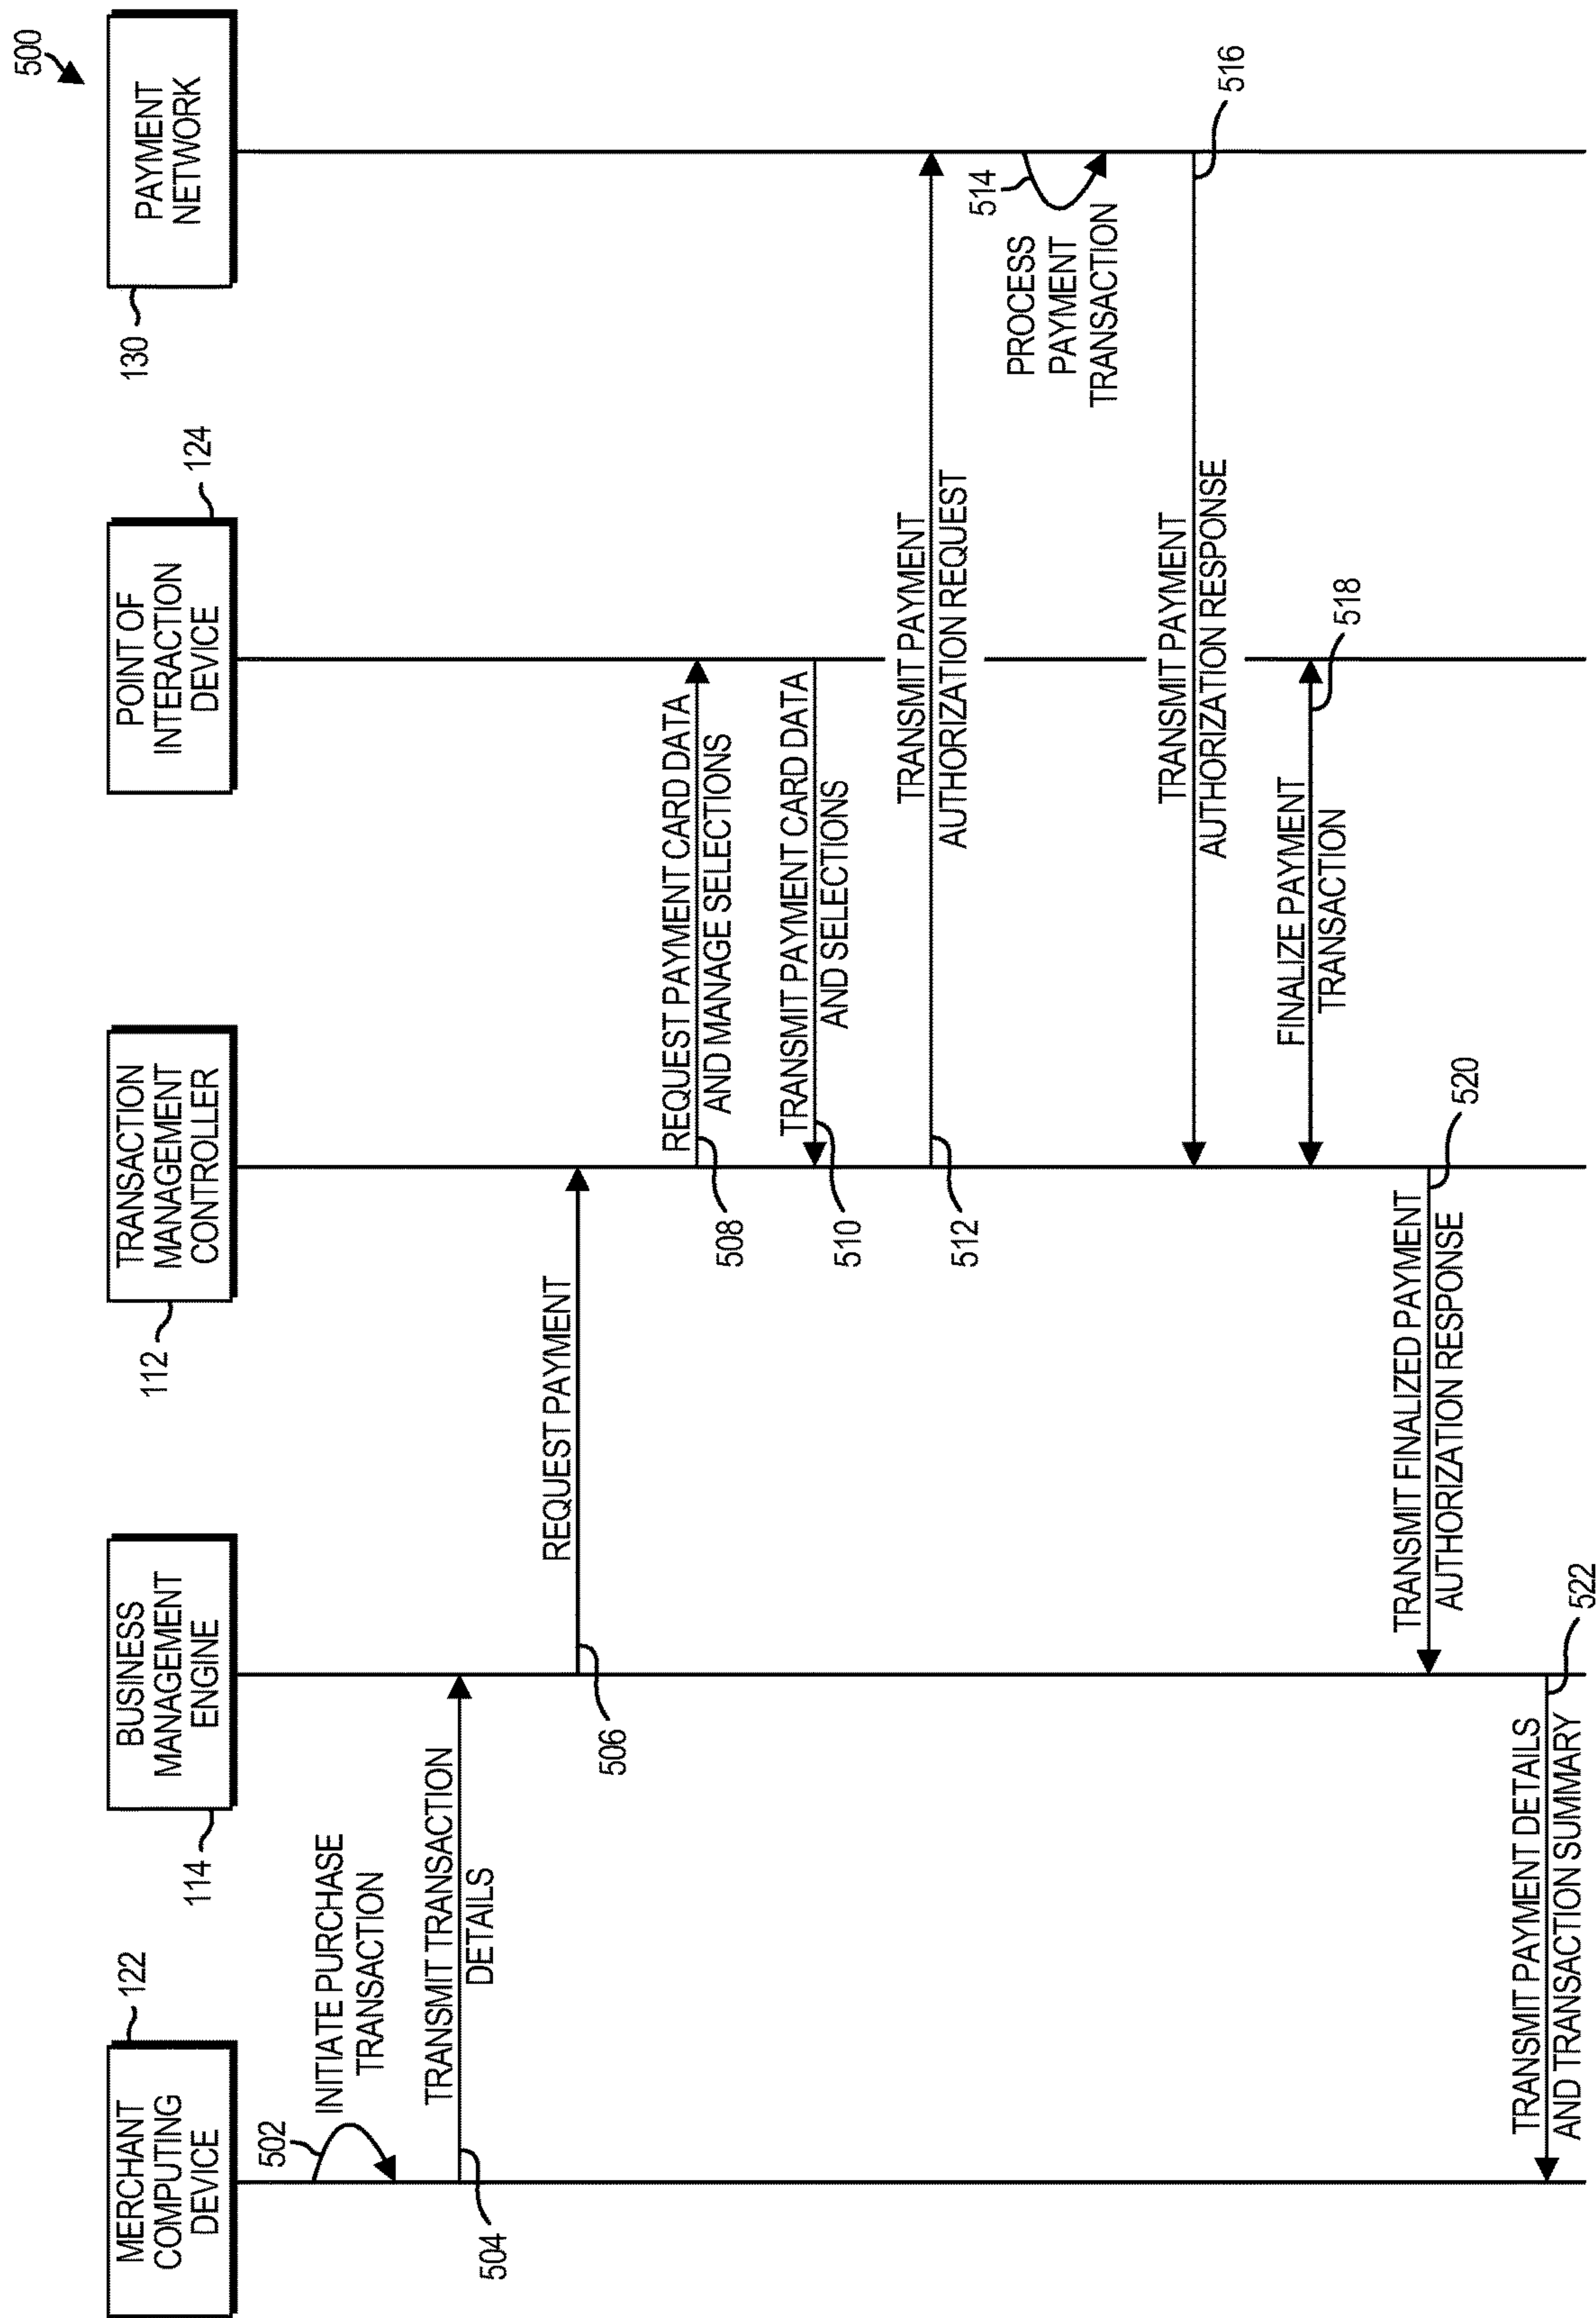 500
MERCHANT
COMPUTING
DEVICE
122
BUSINESS
MANAGEMENT
ENGINE
114
TRANSACTION
MANAGEMENT
CONTROLLER
112
POINT OF
INTERACTION
DEVICE
124
PAYMENT
NETWORK
130
502
INITIATE PURCHASE
TRANSACTION
TRANSMIT TRANSACTION
DETAILS
504
REQUEST PAYMENT
506
REQUEST PAYMENT CARD DATA
AND MANAGE SELECTIONS
508
TRANSMIT PAYMENT CARD DATA
AND SELECTIONS
510
TRANSMIT PAYMENT
AUTHORIZATION REQUEST
512
514
PROCESS
PAYMENT
TRANSACTION
TRANSMIT PAYMENT
AUTHORIZATION RESPONSE
516
FINALIZE PAYMENT
TRANSACTION
518
TRANSMIT FINALIZED PAYMENT
AUTHORIZATION RESPONSE
520
TRANSMIT PAYMENT DETAILS
AND TRANSACTION SUMMARY
522